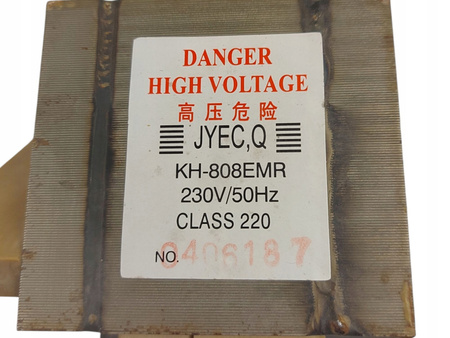 DANGER
HIGH VOLTAGE
高压危险
JYEC,Q
KH-808EMR
230V/50Hz
CLASS 220
NO. 0406187